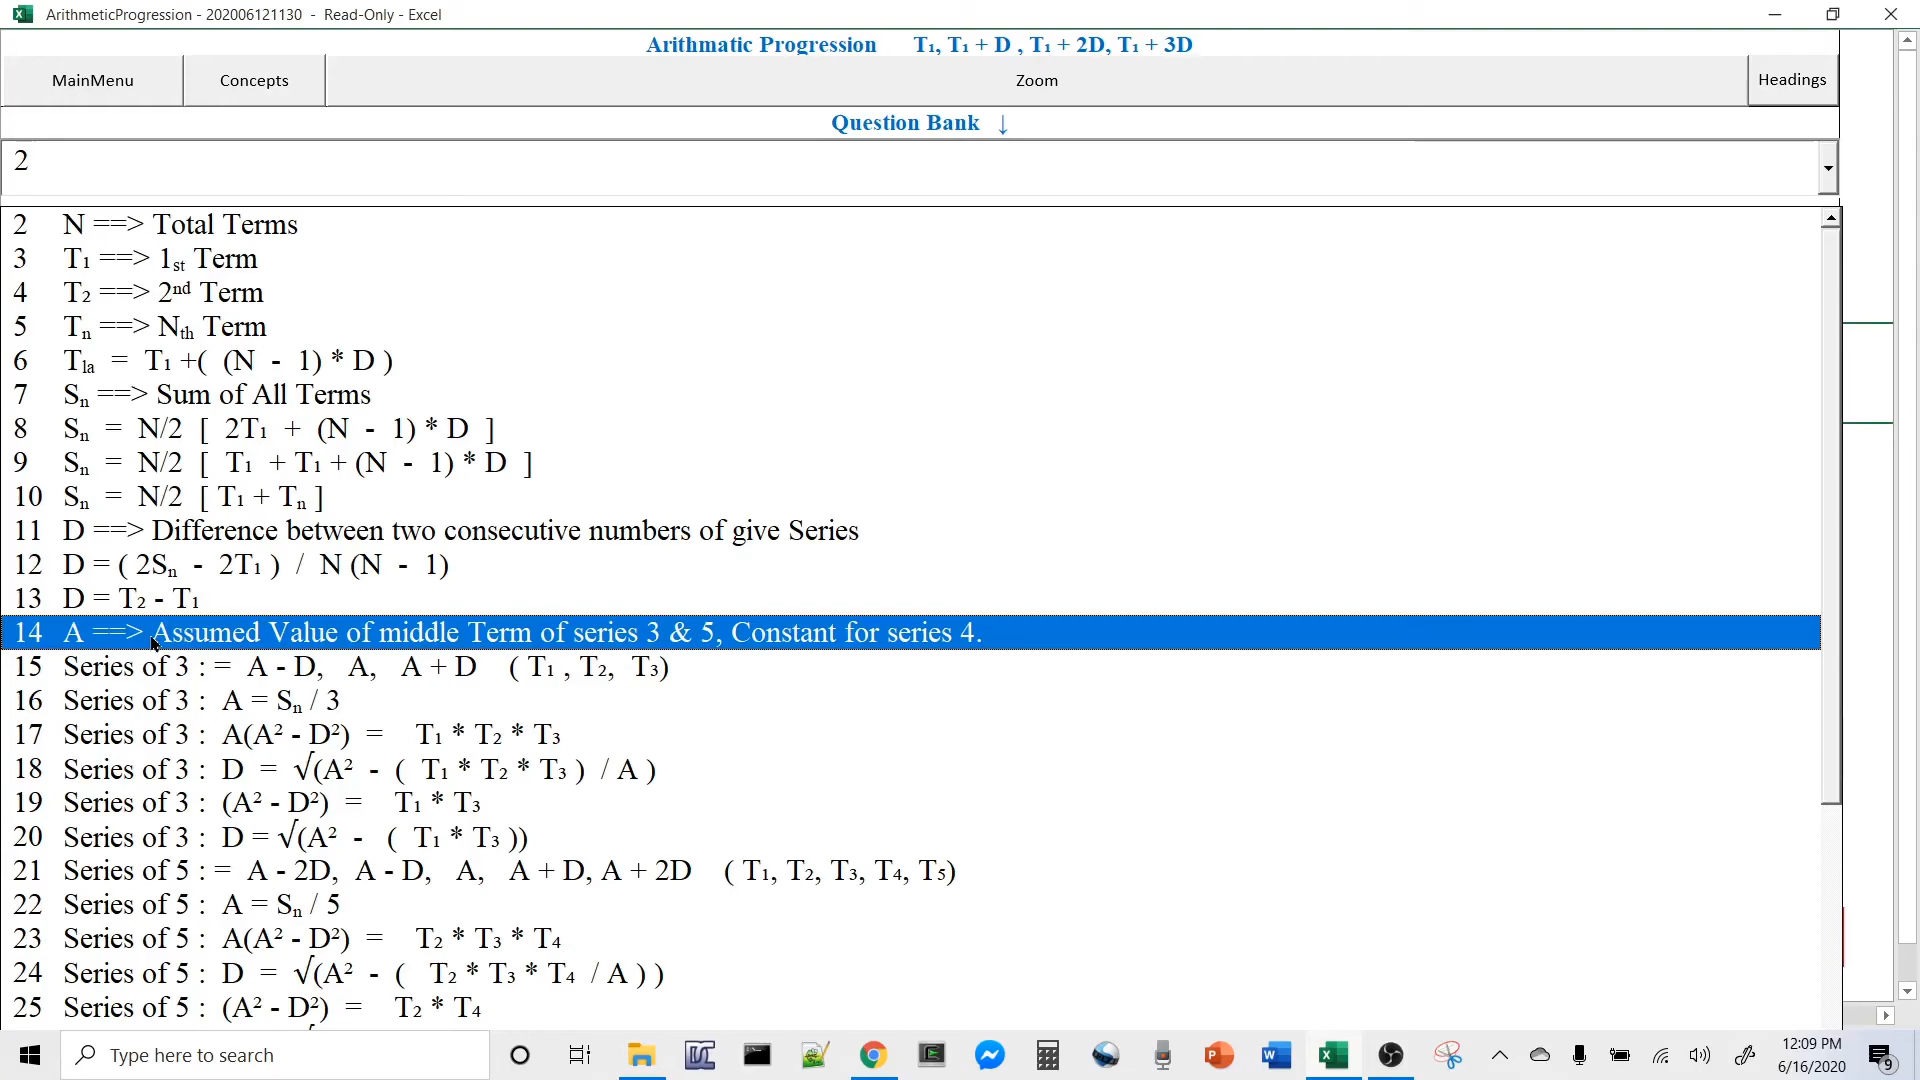 ArithmeticProgression - 202006121130 - Read-Only - Excel
Arithmatic Progression T₁, T₁ + D , T₁ + 2D, T₁ + 3D
MainMenu Concepts Zoom Headings
Question Bank ↓
2
2 N ==> Total Terms
3 T₁ ==> 1st Term
4 T₂ ==> 2ⁿᵈ Term
5 Tn ==> Nth Term
6 Tla = T₁ +( (N - 1) * D )
7 Sn ==> Sum of All Terms
8 Sn = N/2 [ 2T₁ + (N - 1) * D ]
9 Sn = N/2 [ T₁ + T₁ + (N - 1) * D ]
10 Sn = N/2 [ T₁ + Tn ]
11 D ==> Difference between two consecutive numbers of give Series
12 D = ( 2Sn - 2T₁ ) / N (N - 1)
13 D = T₂ - T₁
14 A ==> Assumed Value of middle Term of series 3 & 5, Constant for series 4.
15 Series of 3 : = A - D, A, A + D ( T₁ , T₂, T₃)
16 Series of 3 : A = Sn / 3
17 Series of 3 : A(A² - D²) = T₁ * T₂ * T₃
18 Series of 3 : D = √(A² - ( T₁ * T₂ * T₃ ) / A )
19 Series of 3 : (A² - D²) = T₁ * T₃
20 Series of 3 : D = √(A² - ( T₁ * T₃ ))
21 Series of 5 : = A - 2D, A - D, A, A + D, A + 2D ( T₁, T₂, T₃, T₄, T₅)
22 Series of 5 : A = Sn / 5
23 Series of 5 : A(A² - D²) = T₂ * T₃ * T₄
24 Series of 5 : D = √(A² - ( T₂ * T₃ * T₄ / A ) )
25 Series of 5 : (A² - D²) = T₂ * T₄
Type here to search
12:09 PM
6/16/2020
9